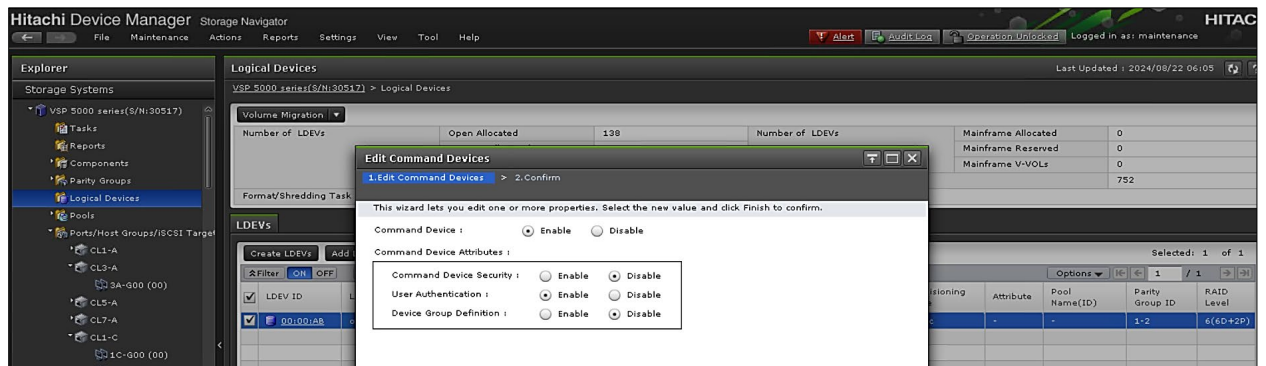 Hitachi Device Manager Storage Navigator
HITAC
File Maintenance Actions Reports Settings View Tool Help
Alert Audit Log Operation Unlocked Logged in as: maintenance
Explorer
Storage Systems
VSP 5000 series(S/N:30517)
Tasks
Reports
Components
Parity Groups
Logical Devices
Pools
Ports/Host Groups/iSCSI Target
CL1-A
CL3-A
3A-G00 (00)
CL5-A
CL7-A
CL1-C
1C-G00 (00)
Logical Devices
Last Updated : 2024/08/22 06:05
VSP 5000 series(S/N:30517) > Logical Devices
Volume Migration
Number of LDEVs Open Allocated 138 Number of LDEVs Mainframe Allocated 0
Mainframe Reserved 0
Mainframe V-VOLs 0
752
Format/Shredding Task
Edit Command Devices
1.Edit Command Devices > 2.Confirm
This wizard lets you edit one or more properties. Select the new value and click Finish to confirm.
Command Device : Enable Disable
Command Device Attributes :
Command Device Security : Enable Disable
User Authentication : Enable Disable
Device Group Definition : Enable Disable
LDEVs
Create LDEVs Add
Selected: 1 of 1
Filter ON OFF
Options 1 / 1
LDEV ID
isioning Attribute Pool Name(ID) Parity Group ID RAID Level
00:00:AB
- - 1-2 6(6D+2P)